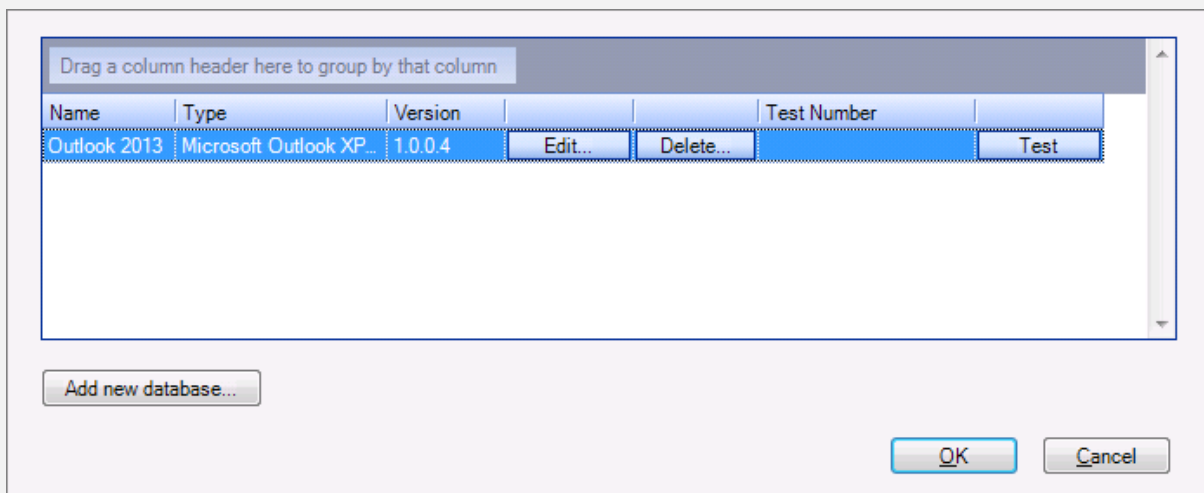 Drag a column header here to group by that column
Name Type Version Test Number
Outlook 2013 Microsoft Outlook XP... 1.0.0.4 Edit... Delete... Test
Add new database...
OK Cancel